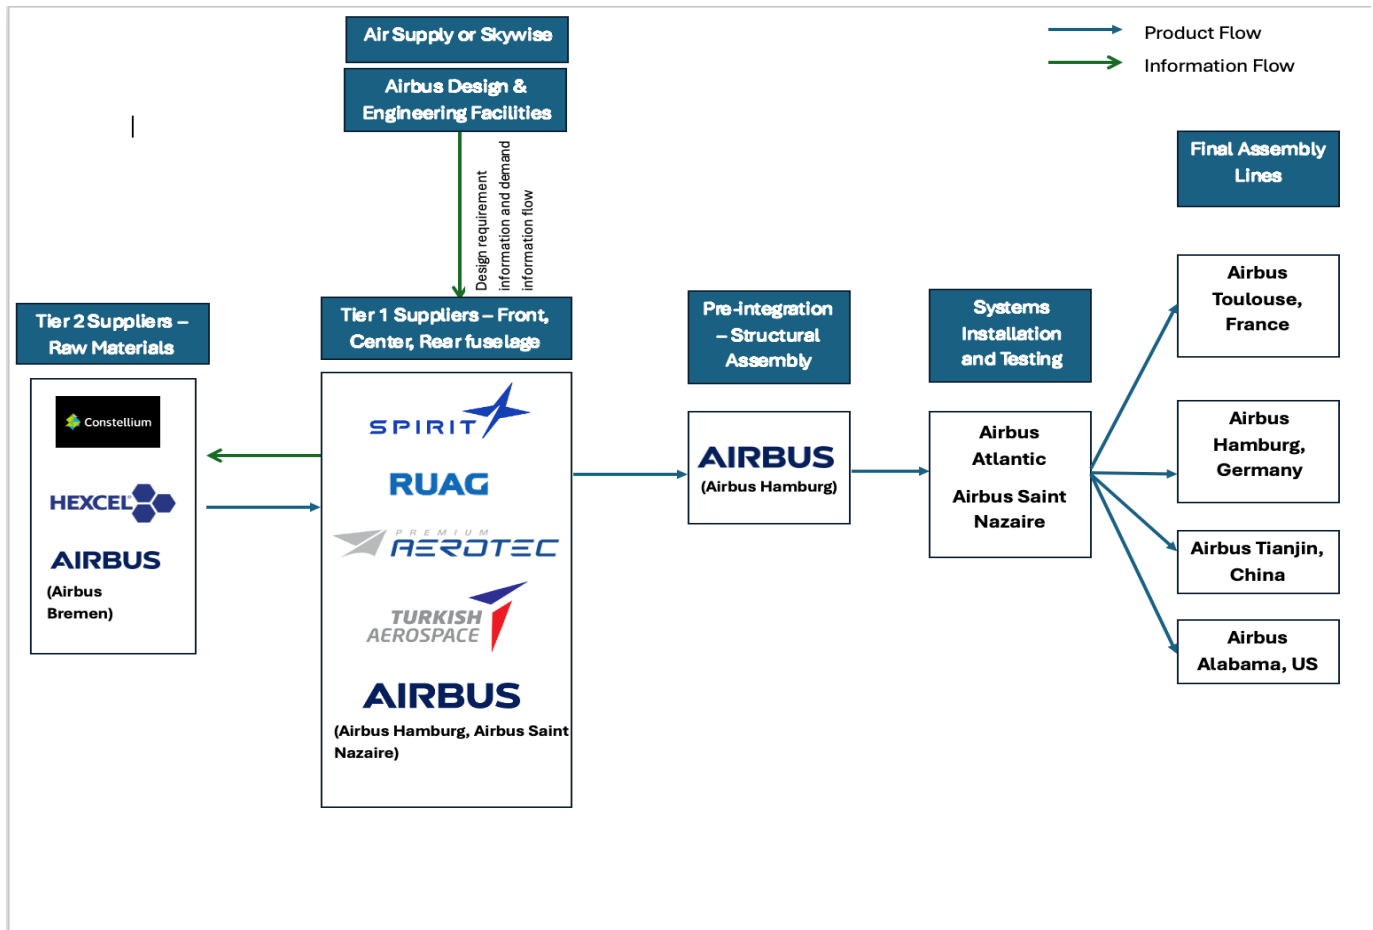 Air Supply or Skywise
Airbus Design &
Engineering Facilities
Product Flow
Information Flow
Design requirement
information and demand
information flow
Tier 2 Suppliers –
Raw Materials
Constellium
HEXCEL
AIRBUS
(Airbus
Bremen)
Tier 1 Suppliers – Front,
Center, Rear fuselage
SPIRIT
RUAG
PREMIUM
AEROTEC
TURKISH
AEROSPACE
AIRBUS
(Airbus Hamburg, Airbus Saint
Nazaire)
Pre-integration
– Structural
Assembly
AIRBUS
(Airbus Hamburg)
Systems
Installation
and Testing
Airbus
Atlantic
Airbus Saint
Nazaire
Final Assembly
Lines
Airbus
Toulouse,
France
Airbus
Hamburg,
Germany
Airbus Tianjin,
China
Airbus
Alabama, US